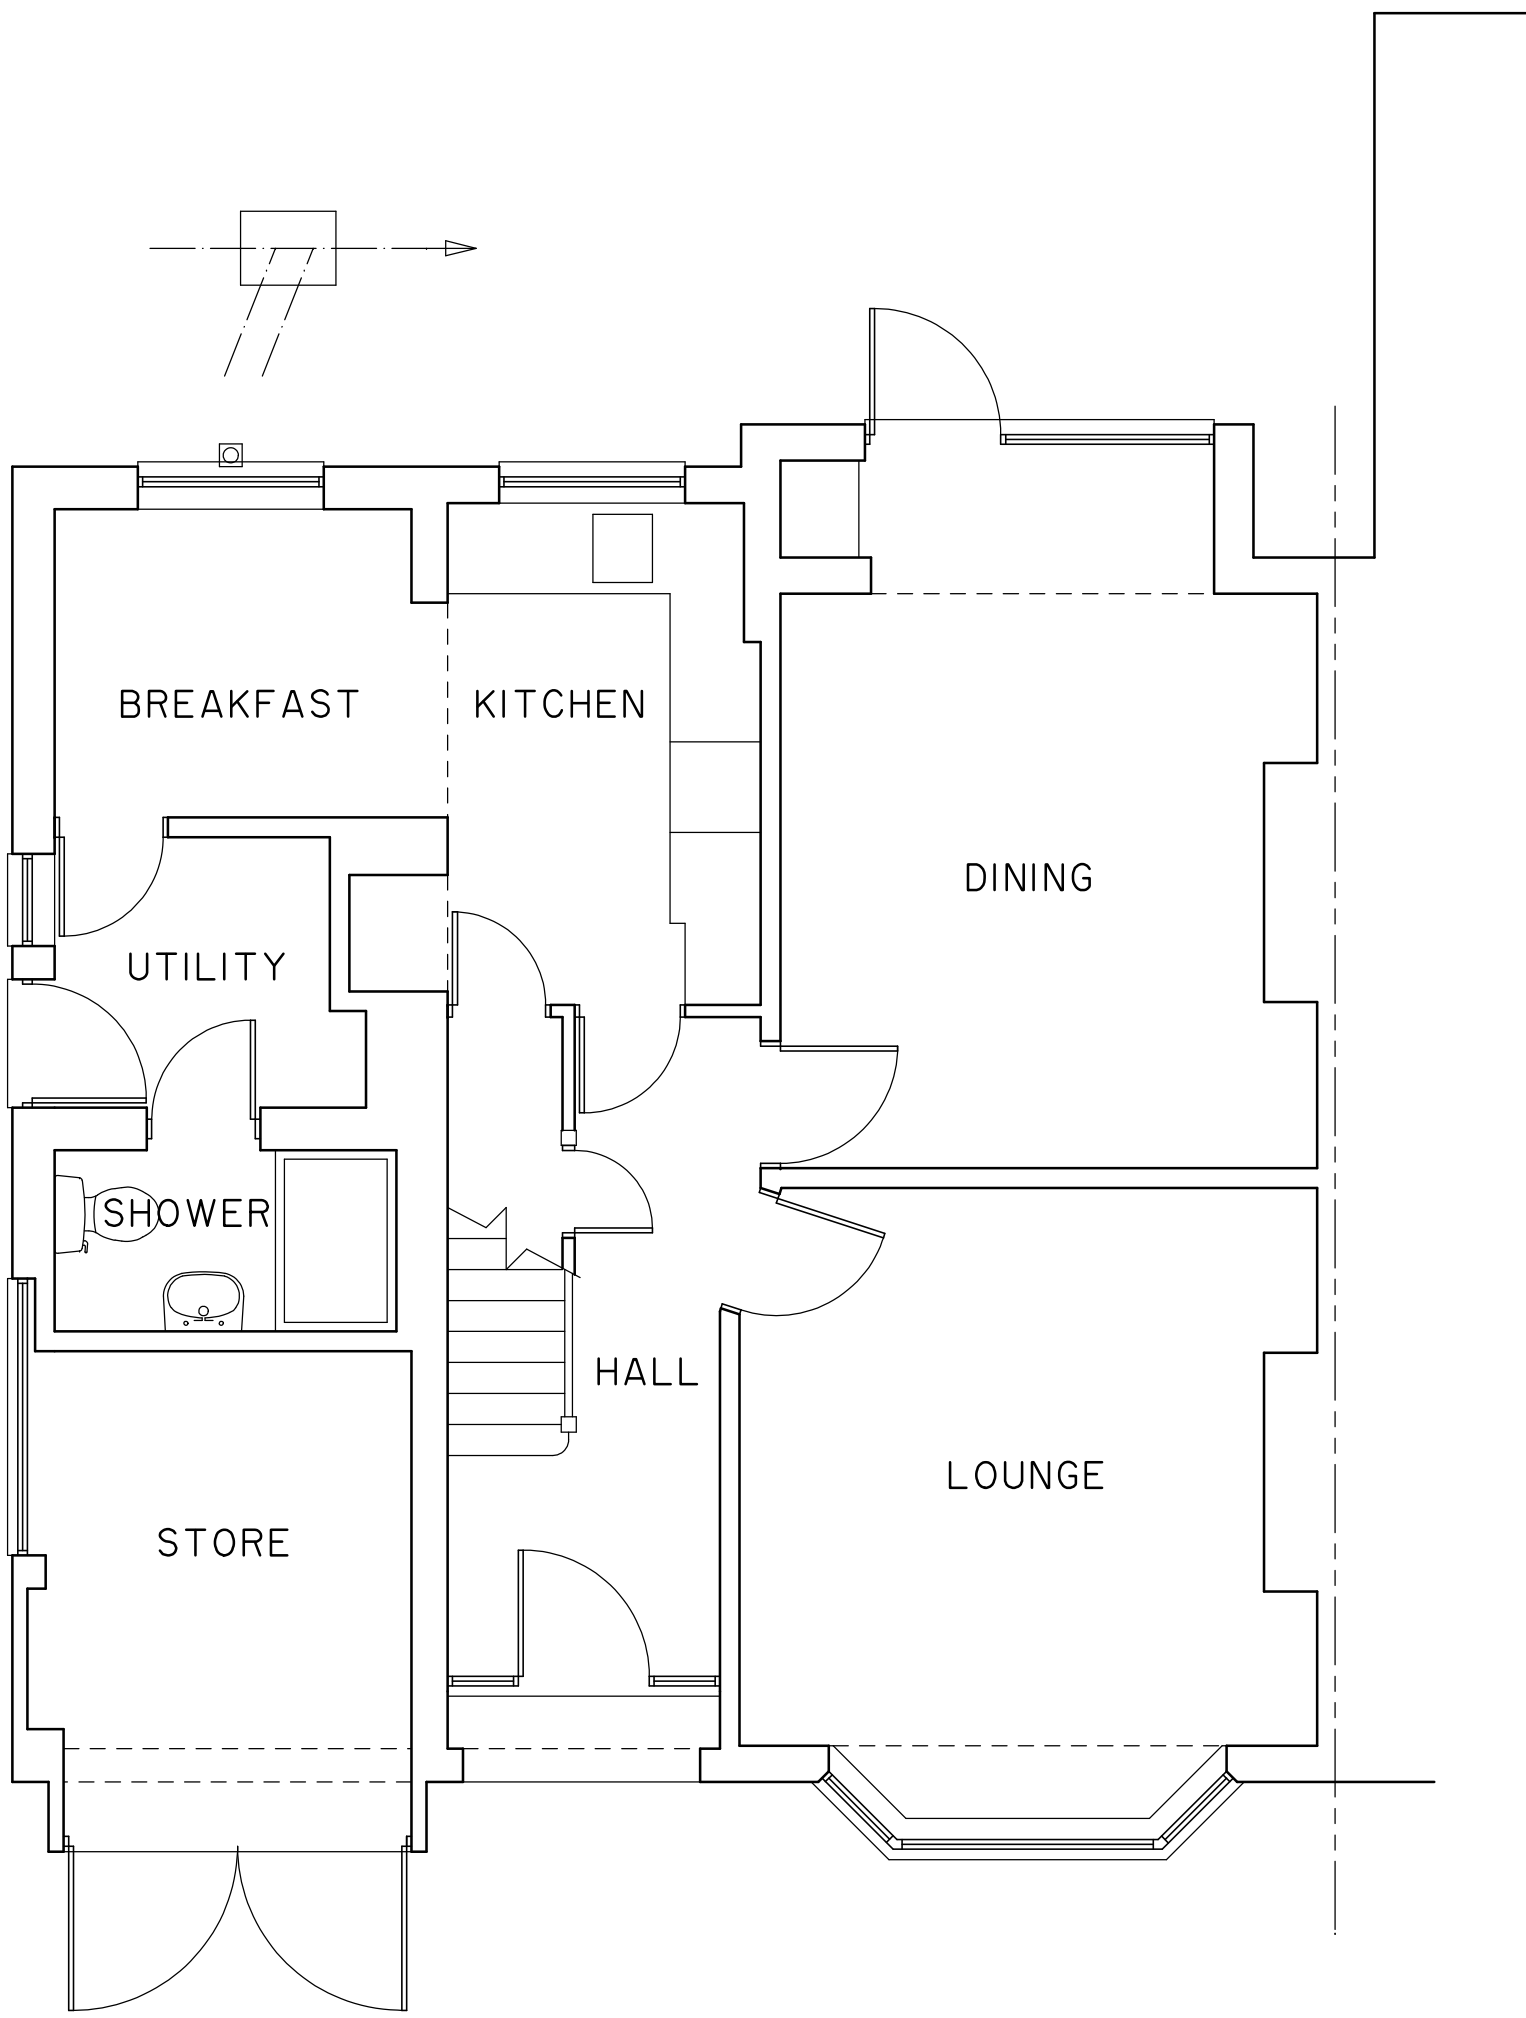 BREAKFAST
KITCHEN
DINING
UTILITY
SHOWER
HALL
LOUNGE
STORE